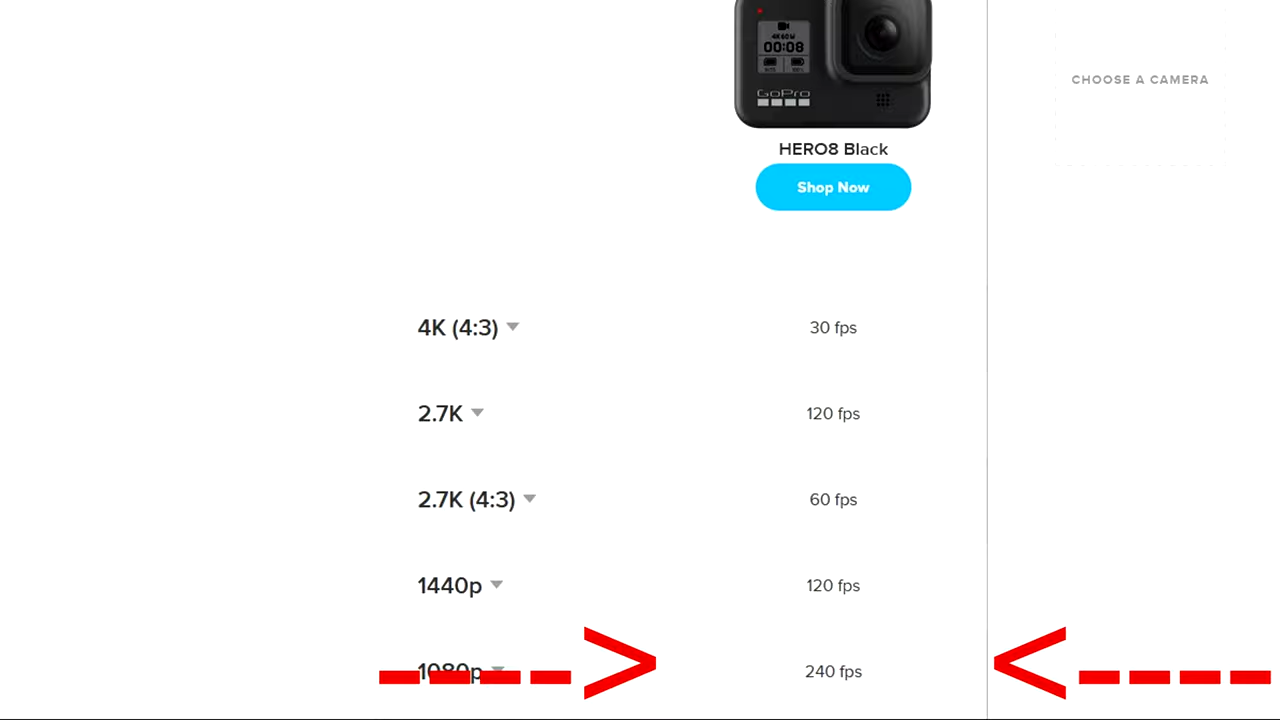 4K 60 W
00:08
GoPro
CHOOSE A CAMERA
HERO8 Black
Shop Now
4K (4:3) 30 fps
2.7K 120 fps
2.7K (4:3) 60 fps
1440p 120 fps
1080p 240 fps